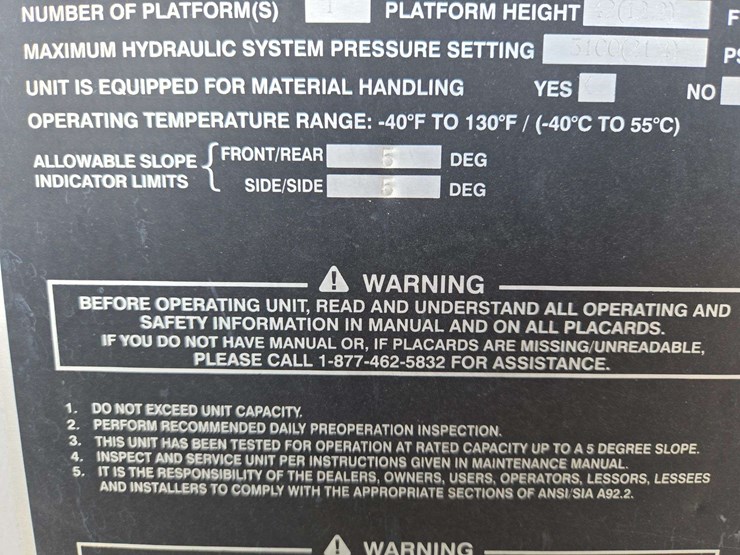 NUMBER OF PLATFORM(S) 1 PLATFORM HEIGHT F
MAXIMUM HYDRAULIC SYSTEM PRESSURE SETTING PS
UNIT IS EQUIPPED FOR MATERIAL HANDLING YES NO
OPERATING TEMPERATURE RANGE: -40°F TO 130°F / (-40°C TO 55°C)
ALLOWABLE SLOPE INDICATOR LIMITS
FRONT/REAR 5 DEG
SIDE/SIDE 5 DEG
WARNING
BEFORE OPERATING UNIT, READ AND UNDERSTAND ALL OPERATING AND
SAFETY INFORMATION IN MANUAL AND ON ALL PLACARDS.
IF YOU DO NOT HAVE MANUAL OR, IF PLACARDS ARE MISSING/UNREADABLE,
PLEASE CALL 1-877-462-5832 FOR ASSISTANCE.
1. DO NOT EXCEED UNIT CAPACITY.
2. PERFORM RECOMMENDED DAILY PREOPERATION INSPECTION.
3. THIS UNIT HAS BEEN TESTED FOR OPERATION AT RATED CAPACITY UP TO A 5 DEGREE SLOPE.
4. INSPECT AND SERVICE UNIT PER INSTRUCTIONS GIVEN IN MAINTENANCE MANUAL.
5. IT IS THE RESPONSIBILITY OF THE DEALERS, OWNERS, USERS, OPERATORS, LESSORS, LESSEES
AND INSTALLERS TO COMPLY WITH THE APPROPRIATE SECTIONS OF ANSI/SIA A92.2.
WARNING